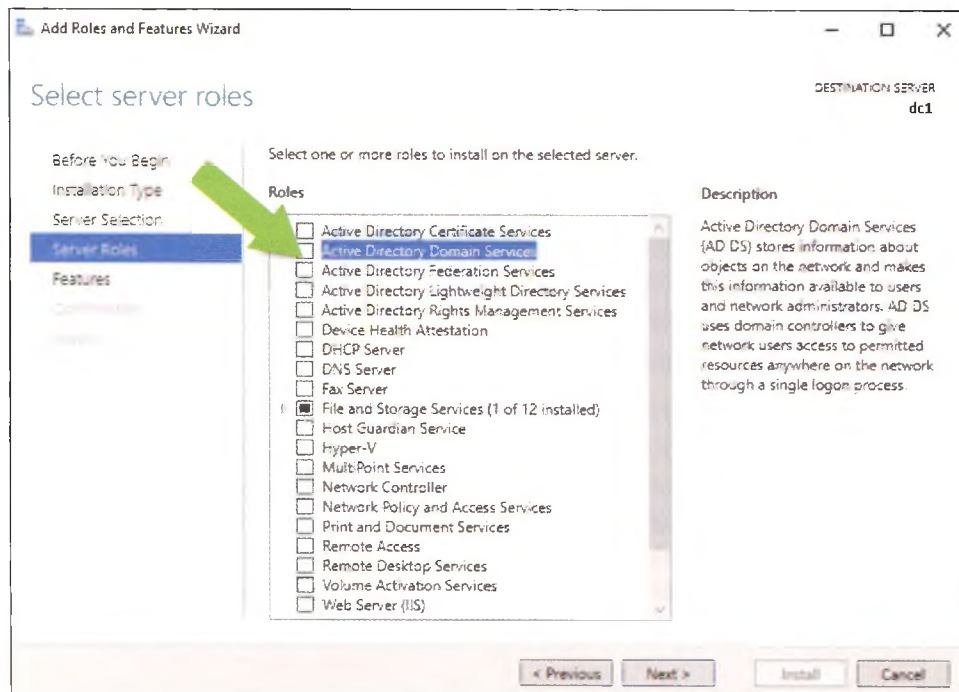 Add Roles and Features Wizard
Select server roles
DESTINATION SERVER
dc1
Before You Begin
Installation Type
Server Selection
Server Roles
Features
Select one or more roles to install on the selected server.
Roles
Active Directory Certificate Services
Active Directory Domain Services
Active Directory Federation Services
Active Directory Lightweight Directory Services
Active Directory Rights Management Services
Device Health Attestation
DHCP Server
DNS Server
Fax Server
File and Storage Services (1 of 12 installed)
Host Guardian Service
Hyper-V
MultiPoint Services
Network Controller
Network Policy and Access Services
Print and Document Services
Remote Access
Remote Desktop Services
Volume Activation Services
Web Server (IIS)
Description
Active Directory Domain Services
(AD DS) stores information about
objects on the network and makes
this information available to users
and network administrators. AD DS
uses domain controllers to give
network users access to permitted
resources anywhere on the network
through a single logon process.
< Previous
Next >
Install
Cancel